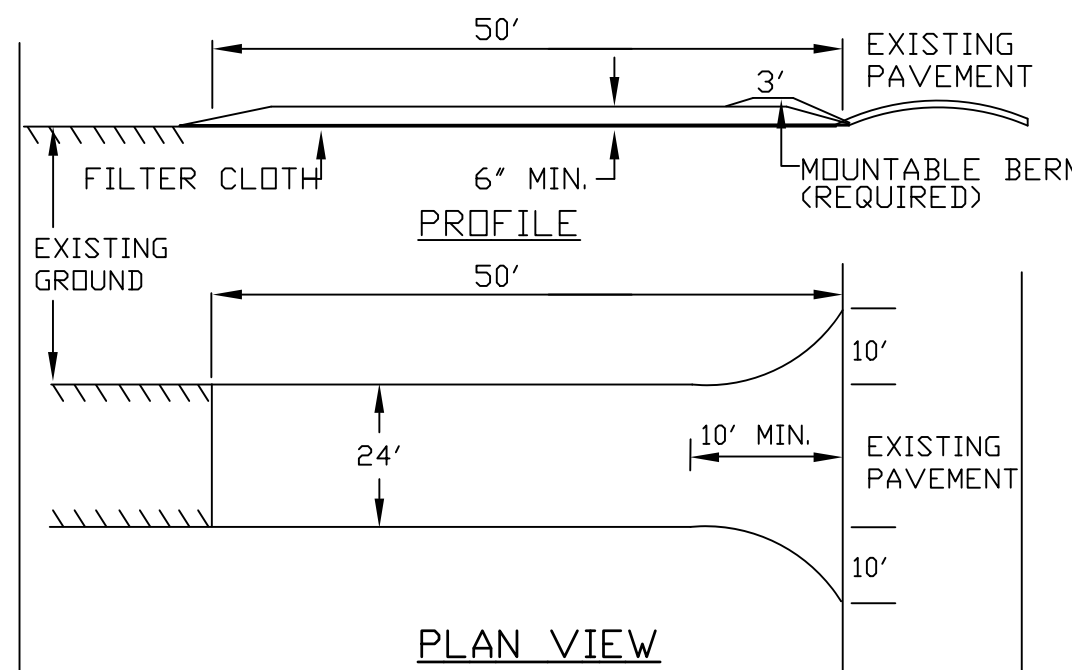 50′
EXISTING
PAVEMENT
3′
FILTER CLOTH
6″ MIN.
MOUNTABLE BERM
(REQUIRED)
PROFILE
EXISTING
GROUND
50′
10′
24′
10′ MIN.
EXISTING
PAVEMENT
10′
PLAN VIEW